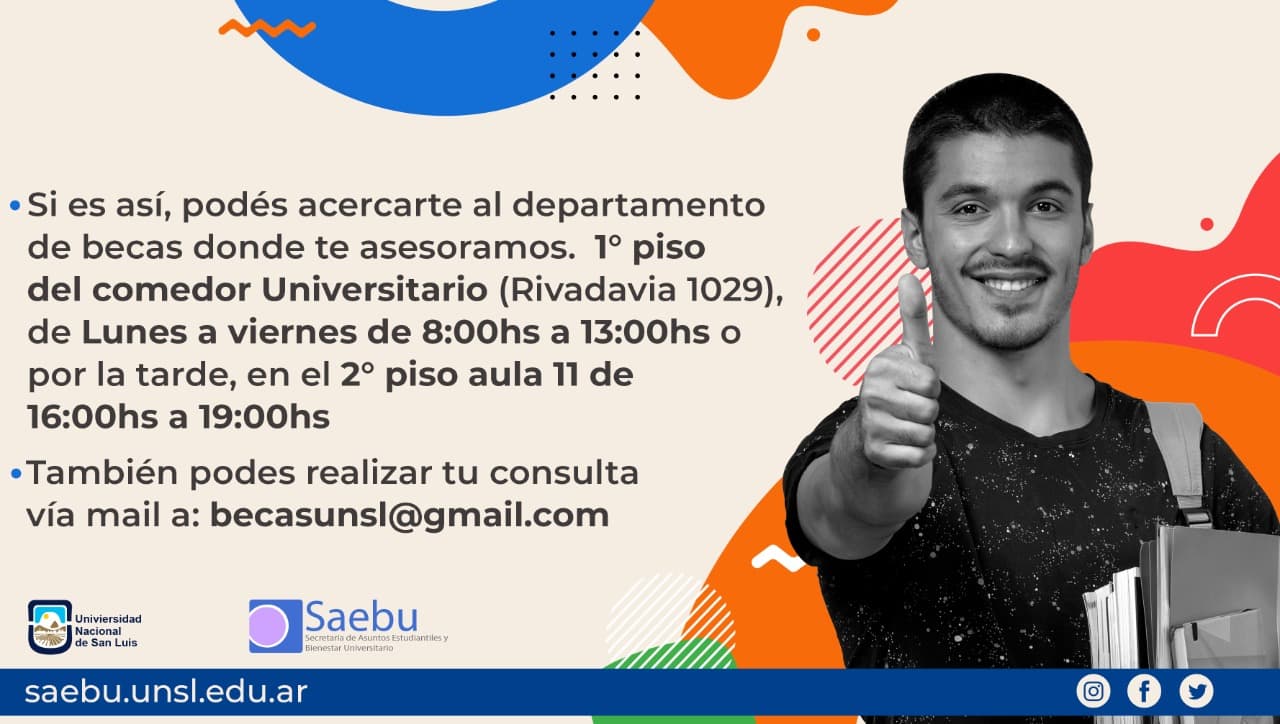 • Si es así, podés acercarte al departamento
de becas donde te asesoramos. 1° piso
del comedor Universitario (Rivadavia 1029),
de Lunes a viernes de 8:00hs a 13:00hs o
por la tarde, en el 2° piso aula 11 de
16:00hs a 19:00hs
• También podes realizar tu consulta
vía mail a: becasunsl@gmail.com
Univiersidad
Nacional
de San Luis
Saebu
Secretaría de Asuntos Estudiantiles y
Bienestar Universitario
saebu.unsl.edu.ar